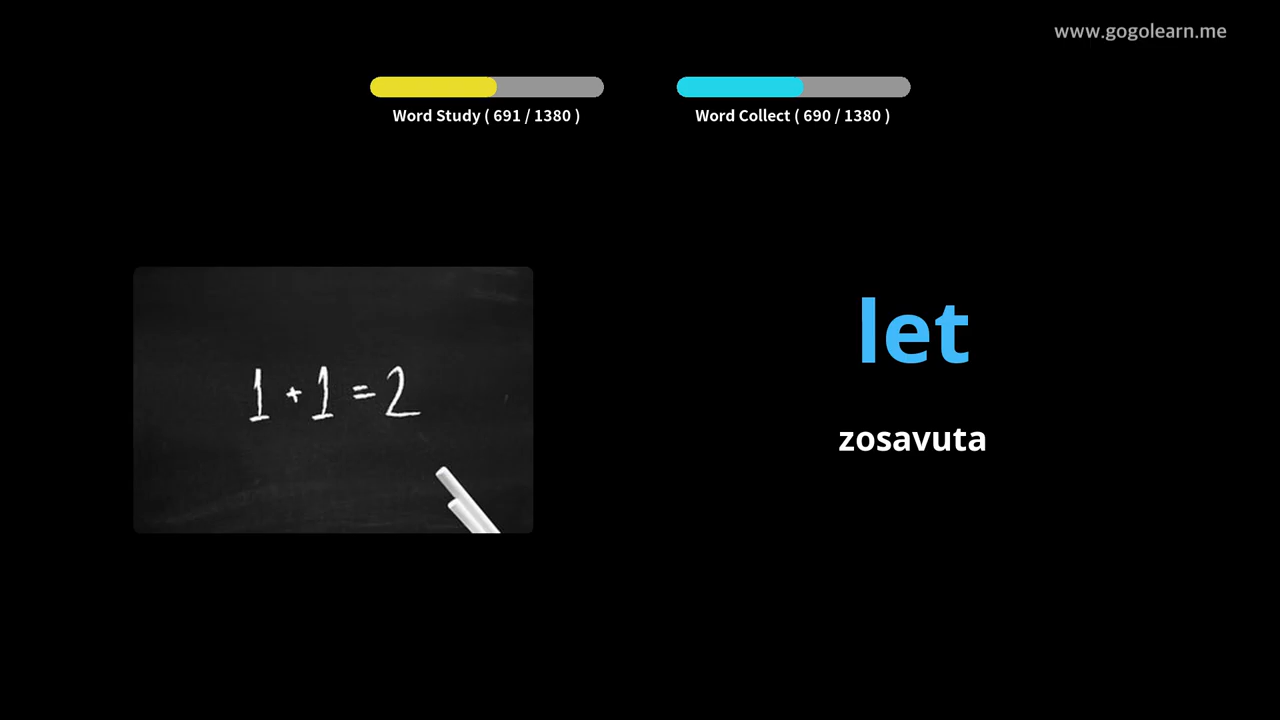 www.gogolearn.me
Word Study ( 691 / 1380 )
Word Collect ( 690 / 1380 )
1 + 1 = 2
let
zosavuta